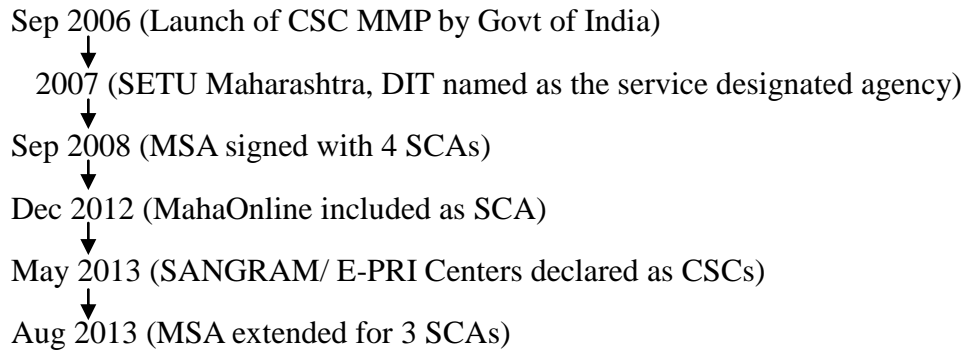 Sep 2006 (Launch of CSC MMP by Govt of India)
2007 (SETU Maharashtra, DIT named as the service designated agency)
Sep 2008 (MSA signed with 4 SCAs)
Dec 2012 (MahaOnline included as SCA)
May 2013 (SANGRAM/ E-PRI Centers declared as CSCs)
Aug 2013 (MSA extended for 3 SCAs)